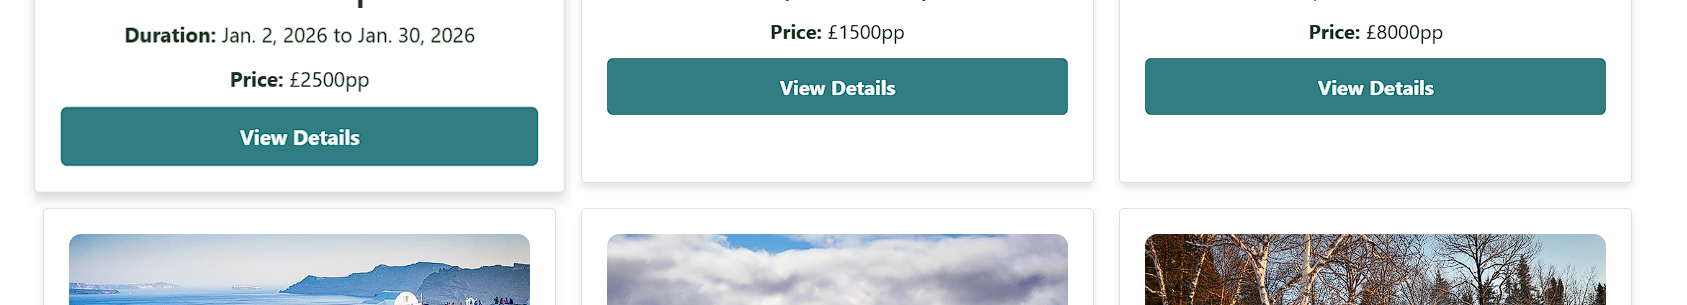 Duration: Jan. 2, 2026 to Jan. 30, 2026
Price: £2500pp
View Details
Price: £1500pp
View Details
Price: £8000pp
View Details